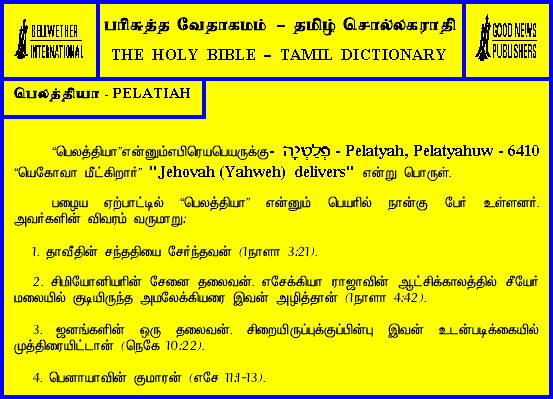 BELLWETHER
INTERNATIONAL
பரிசுத்த வேதாகமம் – தமிழ் சொல்லகராதி
THE HOLY BIBLE – TAMIL DICTIONARY
GOOD NEWS
PUBLISHERS
பெலத்தியா - PELATIAH
“பெலத்தியா”என்னும்எபிரெயபெயருக்கு- פְּלַטְיָה - Pelatyah, Pelatyahuw - 6410
“யெகோவா மீட்கிறார்” "Jehovah (Yahweh) delivers" என்று பொருள்.
பழைய ஏற்பாட்டில் “பெலத்தியா” என்னும் பெயரில் நான்கு பேர் உள்ளனர்.
அவர்களின் விவரம் வருமாறு:
1. தாவீதின் சந்ததியை சேர்ந்தவன் (1நாளா 3:21).
2. சிமியோனியரின் சேனை தலைவன். எசேக்கியா ராஜாவின் ஆட்சிக்காலத்தில் சீயேர்
மலையில் குடியிருந்த அமலேக்கியரை இவன் அழித்தான் (1நாளா 4:42).
3. ஜனங்களின் ஒரு தலைவன். சிறையிருப்புக்குப்பின்பு இவன் உடன்படிக்கையில்
முத்திரையிட்டான் (நெகே 10:22).
4. பெனாயாவின் குமாரன் (எசே 11:1-13).